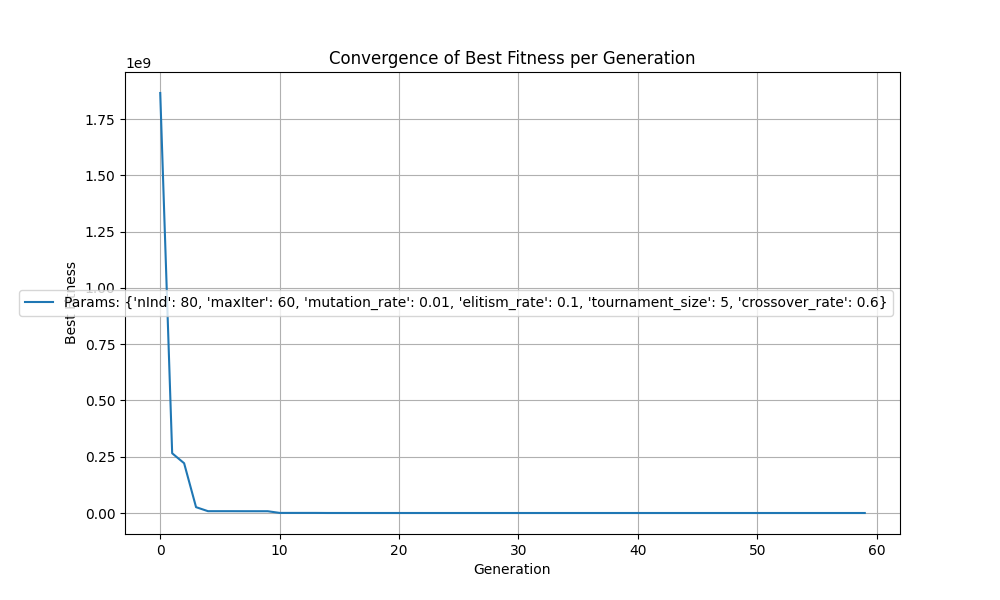 Convergence of Best Fitness per Generation
1e9
1.75
1.50
1.25
1.00
Params: {'nInd': 80, 'maxIter': 60, 'mutation_rate': 0.01, 'elitism_rate': 0.1, 'tournament_size': 5, 'crossover_rate': 0.6}
Best
0.75
0.50
0.25
0.00
0 10 20 30 40 50 60
Generation